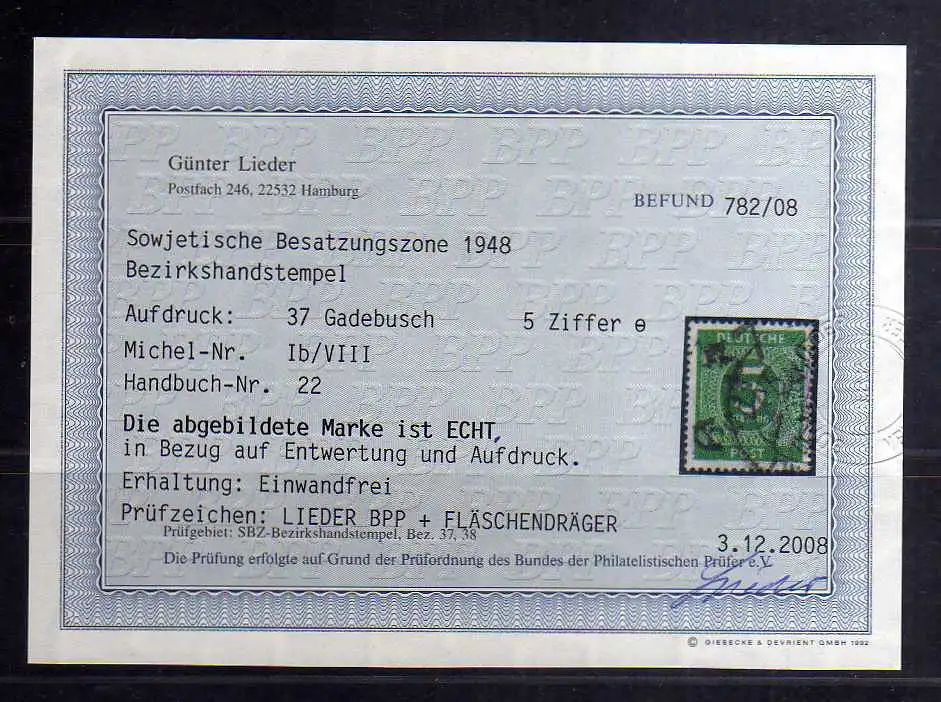 Günter Lieder
Postfach 246, 22532 Hamburg
BEFUND 782/08
Sowjetische Besatzungszone 1948
Bezirkshandstempel
Aufdruck: 37 Gadebusch 5 Ziffer ɵ
Michel-Nr. Ib/VIII
Handbuch-Nr. 22
DEUTSCHE
POST
Die abgebildete Marke ist ECHT,
in Bezug auf Entwertung und Aufdruck.
Erhaltung: Einwandfrei
Prüfzeichen: LIEDER BPP + FLÄSCHENDRÄGER
Prüfgebiet: SBZ-Bezirkshandstempel, Bez. 37, 38
3.12.2008
Die Prüfung erfolgte auf Grund der Prüfordnung des Bundes der Philatelistischen Prüfer e.V.
Lieder
© GIESECKE & DEVRIENT GMBH 1992